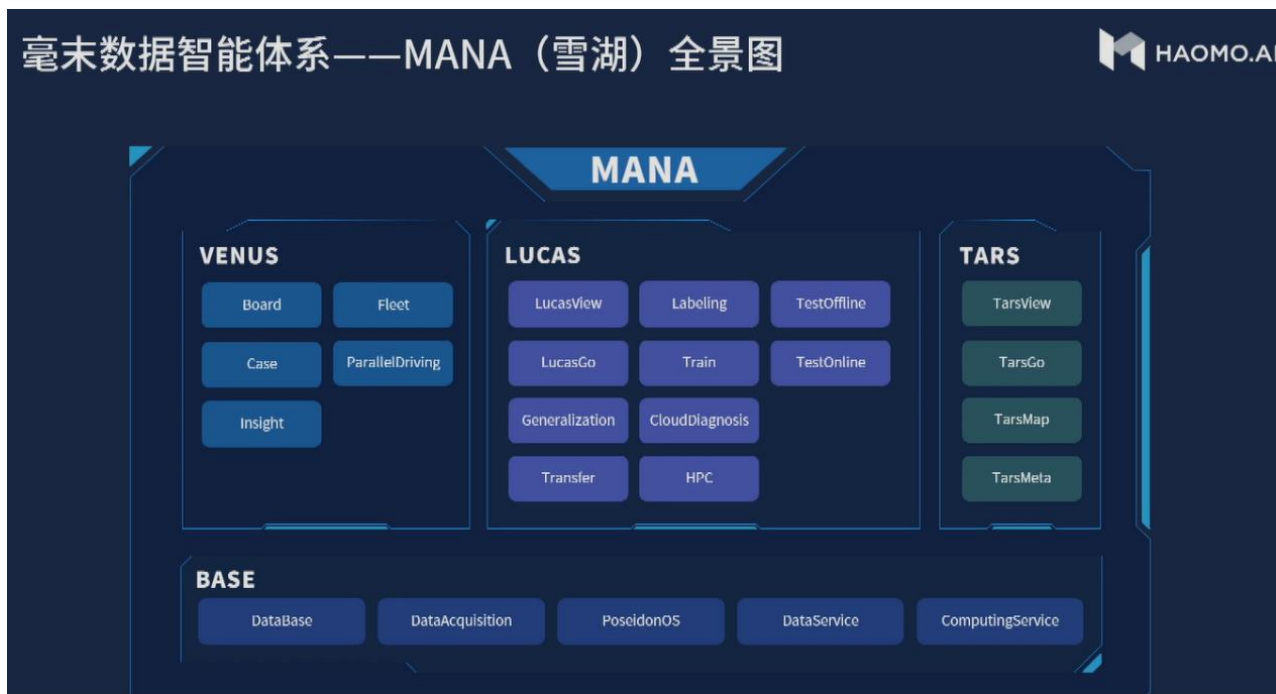 毫末数据智能体系——MANA（雪湖）全景图
HAOMO.AI
MANA
VENUS
Board
Fleet
Case
ParallelDriving
Insight
LUCAS
LucasView
Labeling
TestOffline
LucasGo
Train
TestOnline
Generalization
CloudDiagnosis
Transfer
HPC
TARS
TarsView
TarsGo
TarsMap
TarsMeta
BASE
DataBase
DataAcquisition
PoseidonOS
DataService
ComputingService